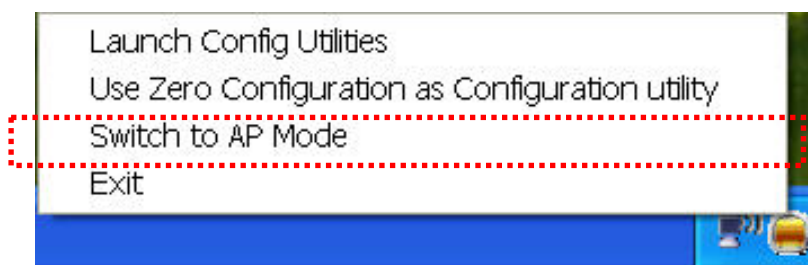 Launch Config Utilities
Use Zero Configuration as Configuration utility
Switch to AP Mode
Exit